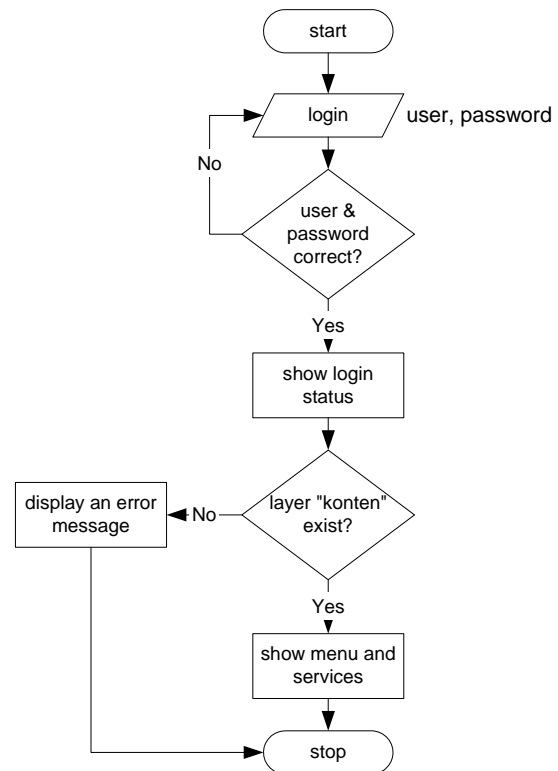 start
login
user, password
No
user &
password
correct?
Yes
show login
status
layer "konten"
exist?
No
display an error
message
Yes
show menu and
services
stop